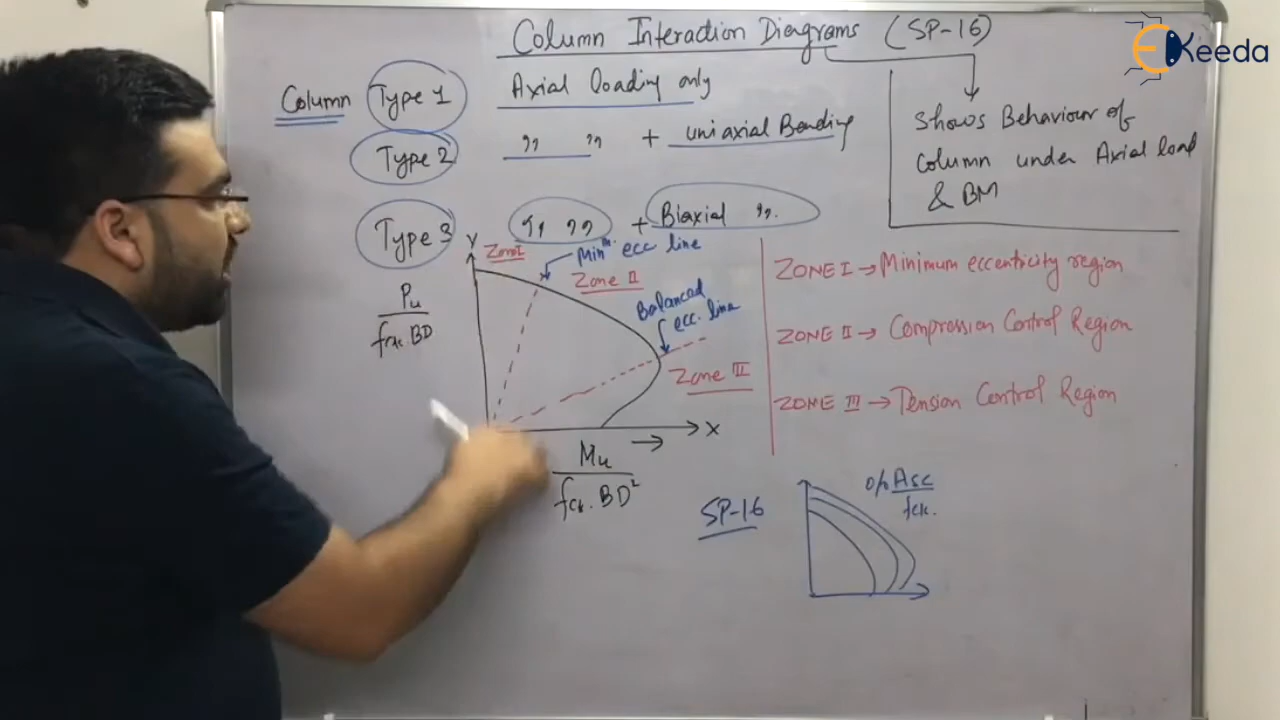 Column Interaction Diagrams (SP-16)
EKeeda
Column Type 1 Axial loading only
Type 2 ,, ,, + uniaxial Bending
Type 3 ,, ,, + Biaxial ,,.
Shows Behaviour of
column under Axial load
& BM
Y
Zone I
Min^m. ecc line
Zone II
Balanced
ecc. line
Zone III
Pu
fck. BD
X
Mu
fck. BD²
ZONE I → Minimum eccentricity region
ZONE II → Compression Control Region
ZONE III → Tension Control Region
SP-16
% Asc
fck.